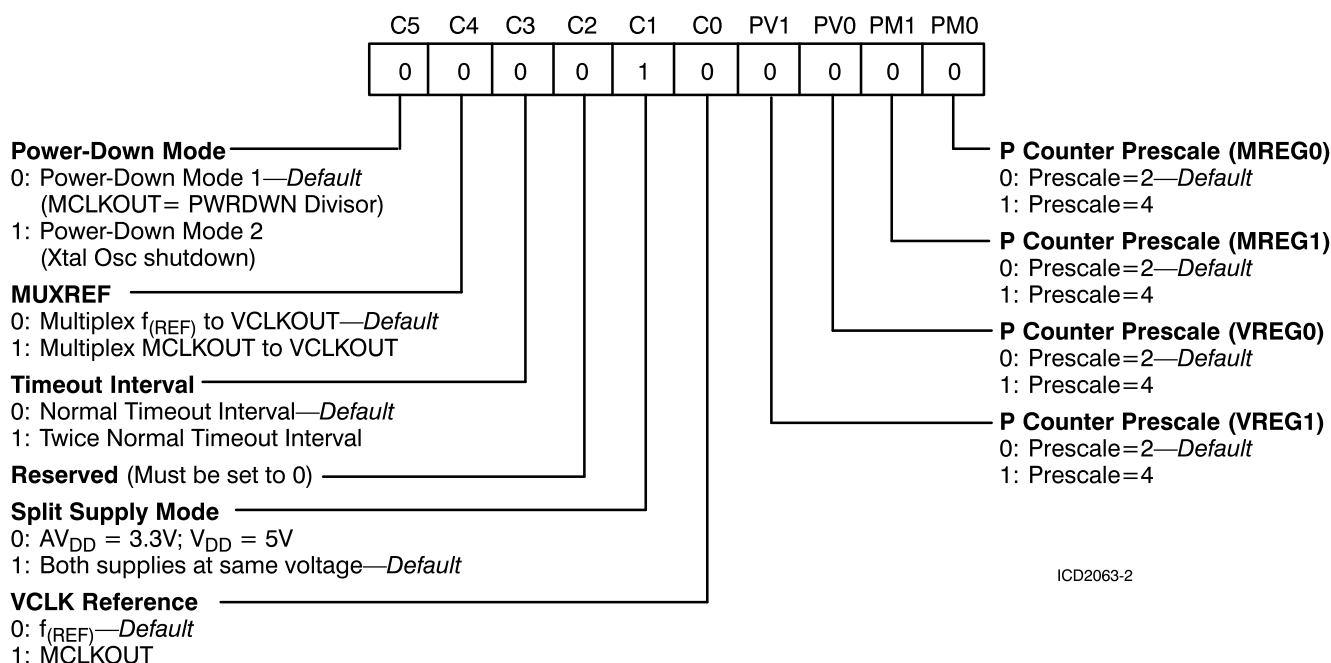 C5 C4 C3 C2 C1 C0 PV1 PV0 PM1 PM0
0 0 0 0 1 0 0 0 0 0
Power-Down Mode
0: Power-Down Mode 1—Default
(MCLKOUT= PWRDWN Divisor)
1: Power-Down Mode 2
(Xtal Osc shutdown)
MUXREF
0: Multiplex f(REF) to VCLKOUT—Default
1: Multiplex MCLKOUT to VCLKOUT
Timeout Interval
0: Normal Timeout Interval—Default
1: Twice Normal Timeout Interval
Reserved (Must be set to 0)
Split Supply Mode
0: AVDD = 3.3V; VDD = 5V
1: Both supplies at same voltage—Default
VCLK Reference
0: f(REF)—Default
1: MCLKOUT
P Counter Prescale (MREG0)
0: Prescale=2—Default
1: Prescale=4
P Counter Prescale (MREG1)
0: Prescale=2—Default
1: Prescale=4
P Counter Prescale (VREG0)
0: Prescale=2—Default
1: Prescale=4
P Counter Prescale (VREG1)
0: Prescale=2—Default
1: Prescale=4
ICD2063-2